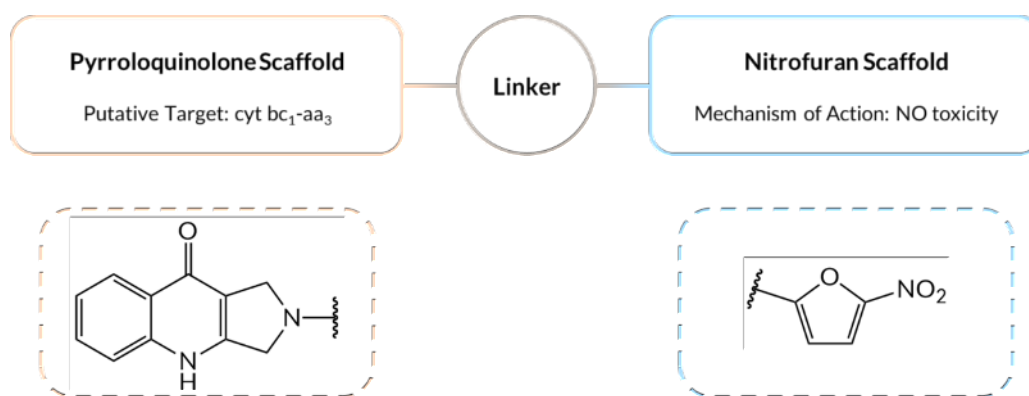 Pyrroloquinolone Scaffold
Putative Target: cyt bc₁-aa₃
Linker
Nitrofuran Scaffold
Mechanism of Action: NO toxicity
O
N
N
H
O
NO₂